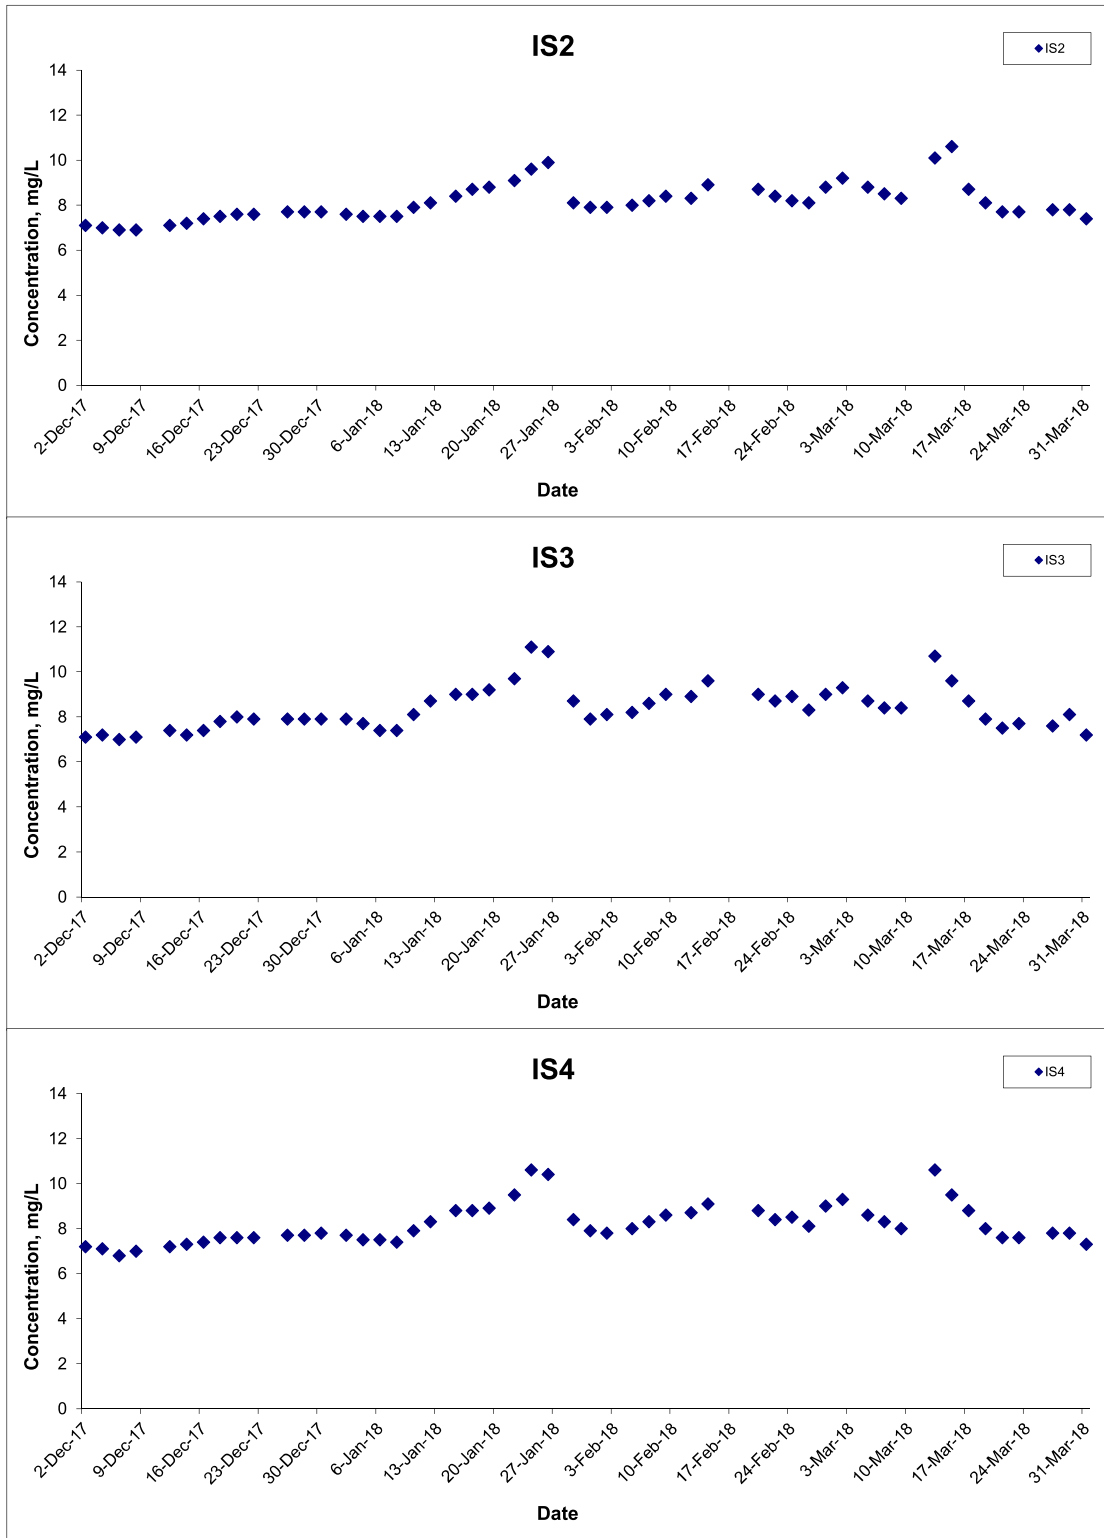 IS2
IS2
14
12
10
8
6
4
2
0
Concentration, mg/L
2-Dec-17
9-Dec-17
16-Dec-17
23-Dec-17
30-Dec-17
6-Jan-18
13-Jan-18
20-Jan-18
27-Jan-18
3-Feb-18
10-Feb-18
17-Feb-18
24-Feb-18
3-Mar-18
10-Mar-18
17-Mar-18
24-Mar-18
31-Mar-18
Date
IS3
IS3
14
12
10
8
6
4
2
0
Concentration, mg/L
2-Dec-17
9-Dec-17
16-Dec-17
23-Dec-17
30-Dec-17
6-Jan-18
13-Jan-18
20-Jan-18
27-Jan-18
3-Feb-18
10-Feb-18
17-Feb-18
24-Feb-18
3-Mar-18
10-Mar-18
17-Mar-18
24-Mar-18
31-Mar-18
Date
IS4
IS4
14
12
10
8
6
4
2
0
Concentration, mg/L
2-Dec-17
9-Dec-17
16-Dec-17
23-Dec-17
30-Dec-17
6-Jan-18
13-Jan-18
20-Jan-18
27-Jan-18
3-Feb-18
10-Feb-18
17-Feb-18
24-Feb-18
3-Mar-18
10-Mar-18
17-Mar-18
24-Mar-18
31-Mar-18
Date